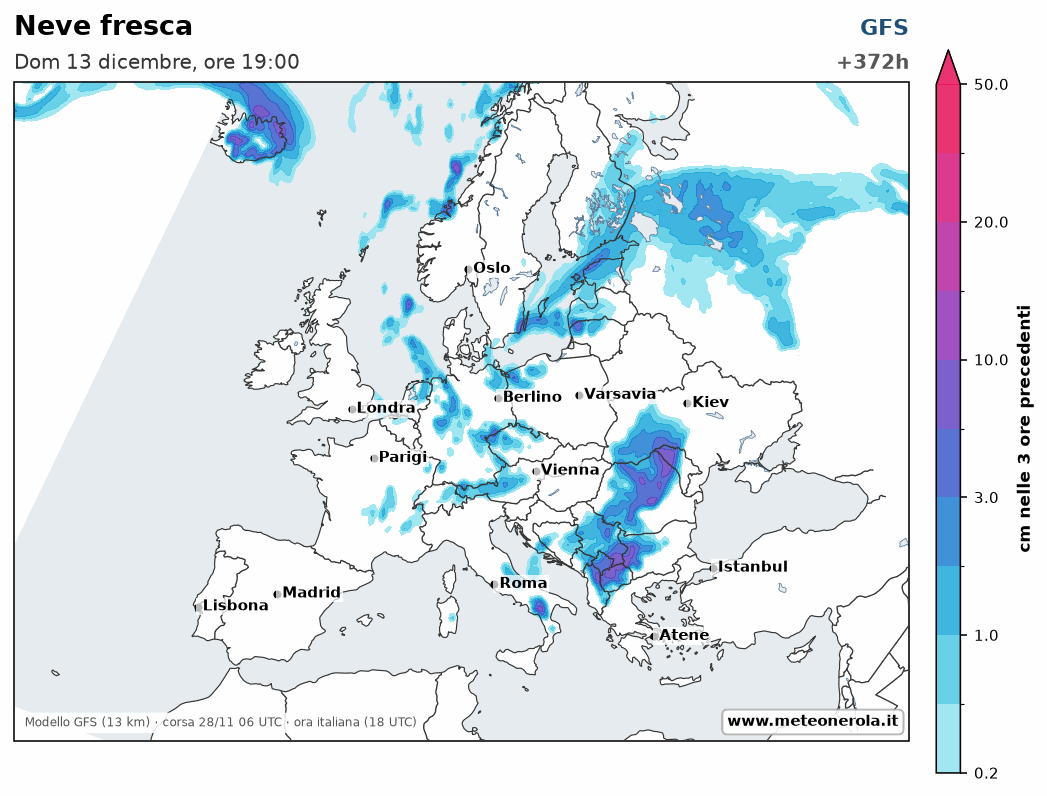 Neve fresca
GFS
Dom 13 dicembre, ore 19:00
+372h
50.0
20.0
10.0
3.0
1.0
0.2
cm nelle 3 ore precedenti
Oslo
Berlino
Varsavia
Kiev
Londra
Parigi
Vienna
Istanbul
Roma
Madrid
Lisbona
Atene
Modello GFS (13 km) · corsa 28/11 06 UTC · ora italiana (18 UTC)
www.meteonerola.it